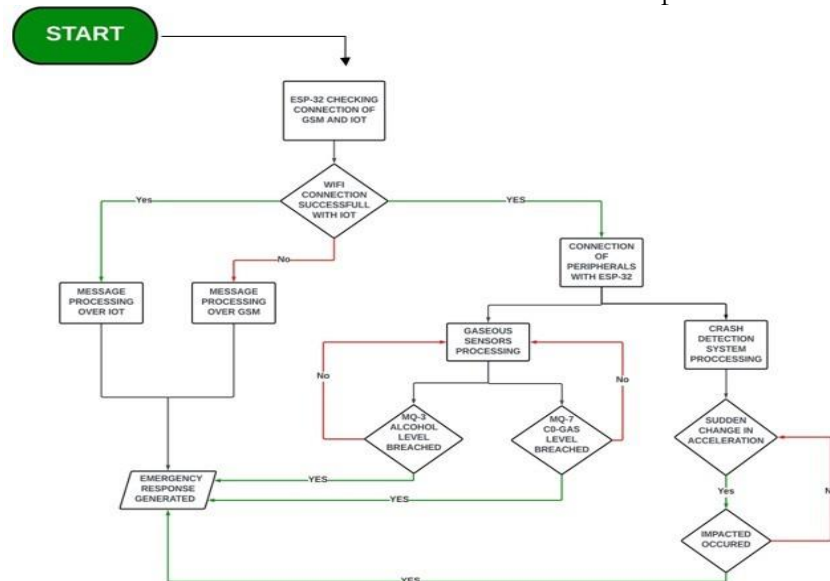 START
ESP-32 CHECKING
CONNECTION OF
GSM AND IOT
WIFI
CONNECTION
SUCCESSFULL
WITH IOT
Yes
YES
No
CONNECTION
OF
PERIPHERALS
WITH ESP-32
MESSAGE
PROCESSING
OVER IOT
MESSAGE
PROCESSING
OVER GSM
GASEOUS
SENSORS
PROCESSING
CRASH
DETECTION
SYSTEM
PROCCESSING
No
No
MQ-3
ALCOHOL
LEVEL
BREACHED
MQ-7
C0-GAS
LEVEL
BREACHED
SUDDEN
CHANGE IN
ACCELERATION
EMERGENCY
RESPONSE
GENERATED
YES
YES
Yes
IMPACTED
OCCURED
YES